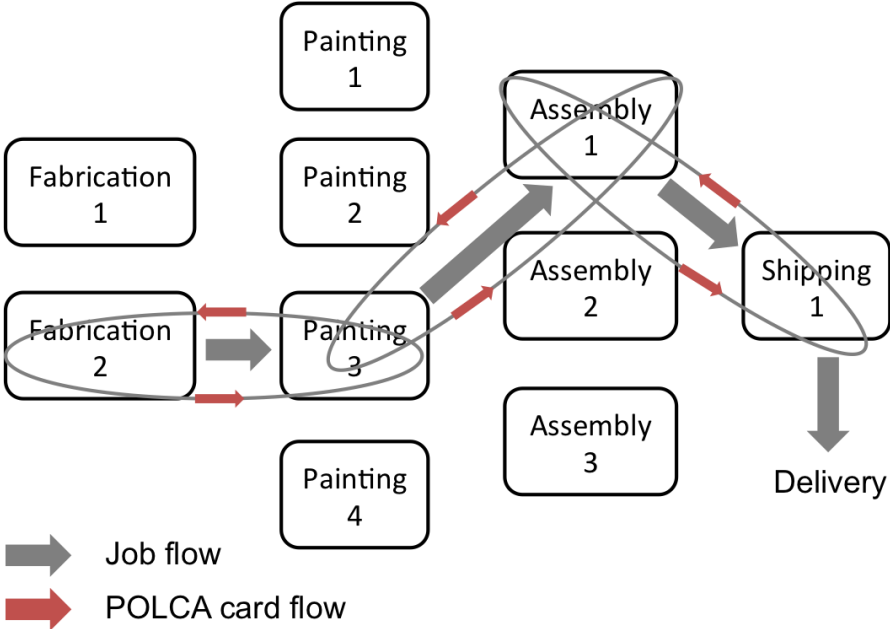 Painting
1
Assembly
1
Fabrication
1
Painting
2
Assembly
2
Shipping
1
Fabrication
2
Painting
3
Assembly
3
Painting
4
Delivery
Job flow
POLCA card flow